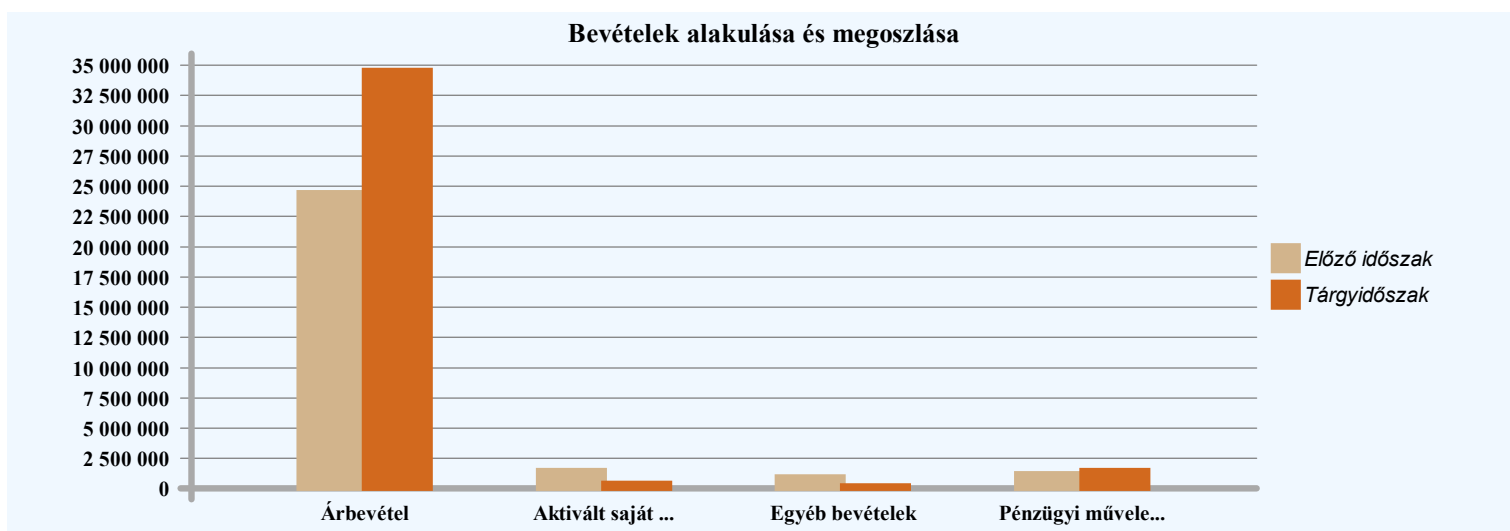 Bevételek alakulása és megoszlása
35 000 000
32 500 000
30 000 000
27 500 000
25 000 000
22 500 000
20 000 000
17 500 000
15 000 000
12 500 000
10 000 000
7 500 000
5 000 000
2 500 000
0
Árbevétel
Aktivált saját ...
Egyéb bevételek
Pénzügyi művele...
Előző időszak
Tárgyidőszak